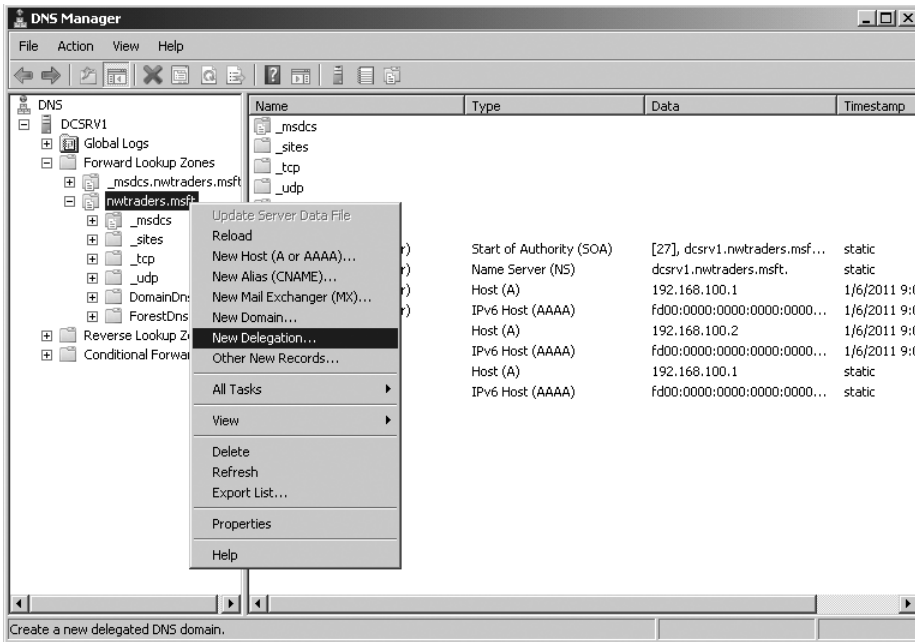 DNS Manager
File Action View Help
DNS
DCSRV1
Global Logs
Forward Lookup Zones
_msdcs.nwtraders.msft
nwtraders.msft
_msdcs
_sites
_tcp
_udp
DomainDn
ForestDns
Reverse Lookup Z
Conditional Forwa
Name Type Data Timestamp
_msdcs
_sites
_tcp
_udp
r) Start of Authority (SOA) [27], dcsrv1.nwtraders.msf... static
r) Name Server (NS) dcsrv1.nwtraders.msft. static
r) Host (A) 192.168.100.1 1/6/2011 9:0
r) IPv6 Host (AAAA) fd00:0000:0000:0000... 1/6/2011 9:0
Host (A) 192.168.100.2 1/6/2011 9:0
IPv6 Host (AAAA) fd00:0000:0000:0000... 1/6/2011 9:0
Host (A) 192.168.100.1 static
IPv6 Host (AAAA) fd00:0000:0000:0000... static
Update Server Data File
Reload
New Host (A or AAAA)...
New Alias (CNAME)...
New Mail Exchanger (MX)...
New Domain...
New Delegation...
Other New Records...
All Tasks
View
Delete
Refresh
Export List...
Properties
Help
Create a new delegated DNS domain.